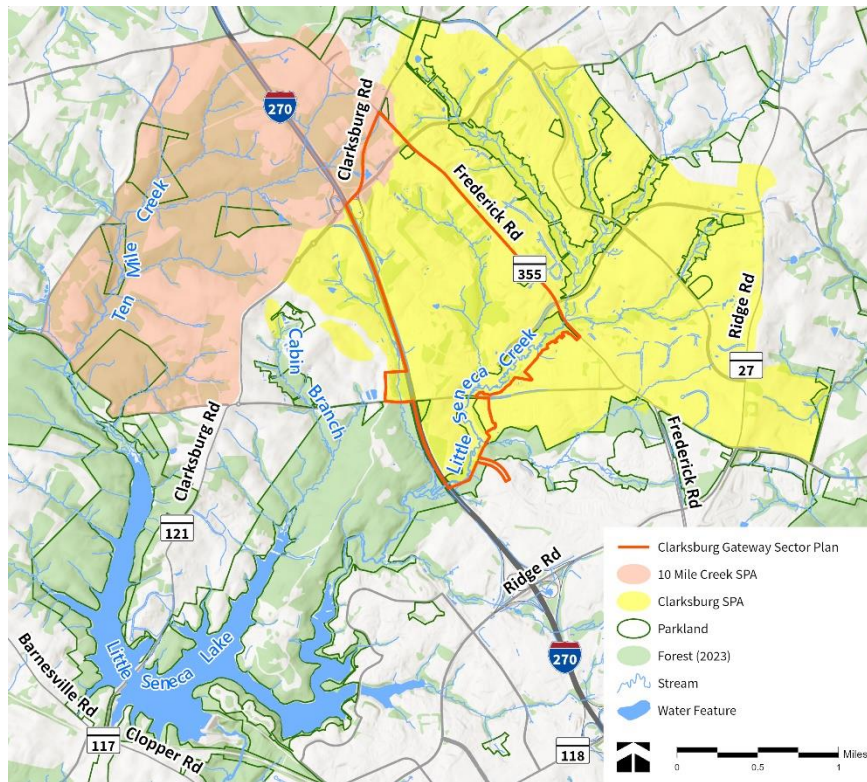 270
Clarksburg Rd
Ten Mile Creek
Frederick Rd
355
Ridge Rd
27
Cabin Branch
Little Seneca Creek
Clarksburg Rd
121
Frederick Rd
Ridge Rd
Little Seneca Lake
Barnesville Rd
117
Clopper Rd
270
118
Clarksburg Gateway Sector Plan
10 Mile Creek SPA
Clarksburg SPA
Parkland
Forest (2023)
Stream
Water Feature
0 0.5 1 Miles